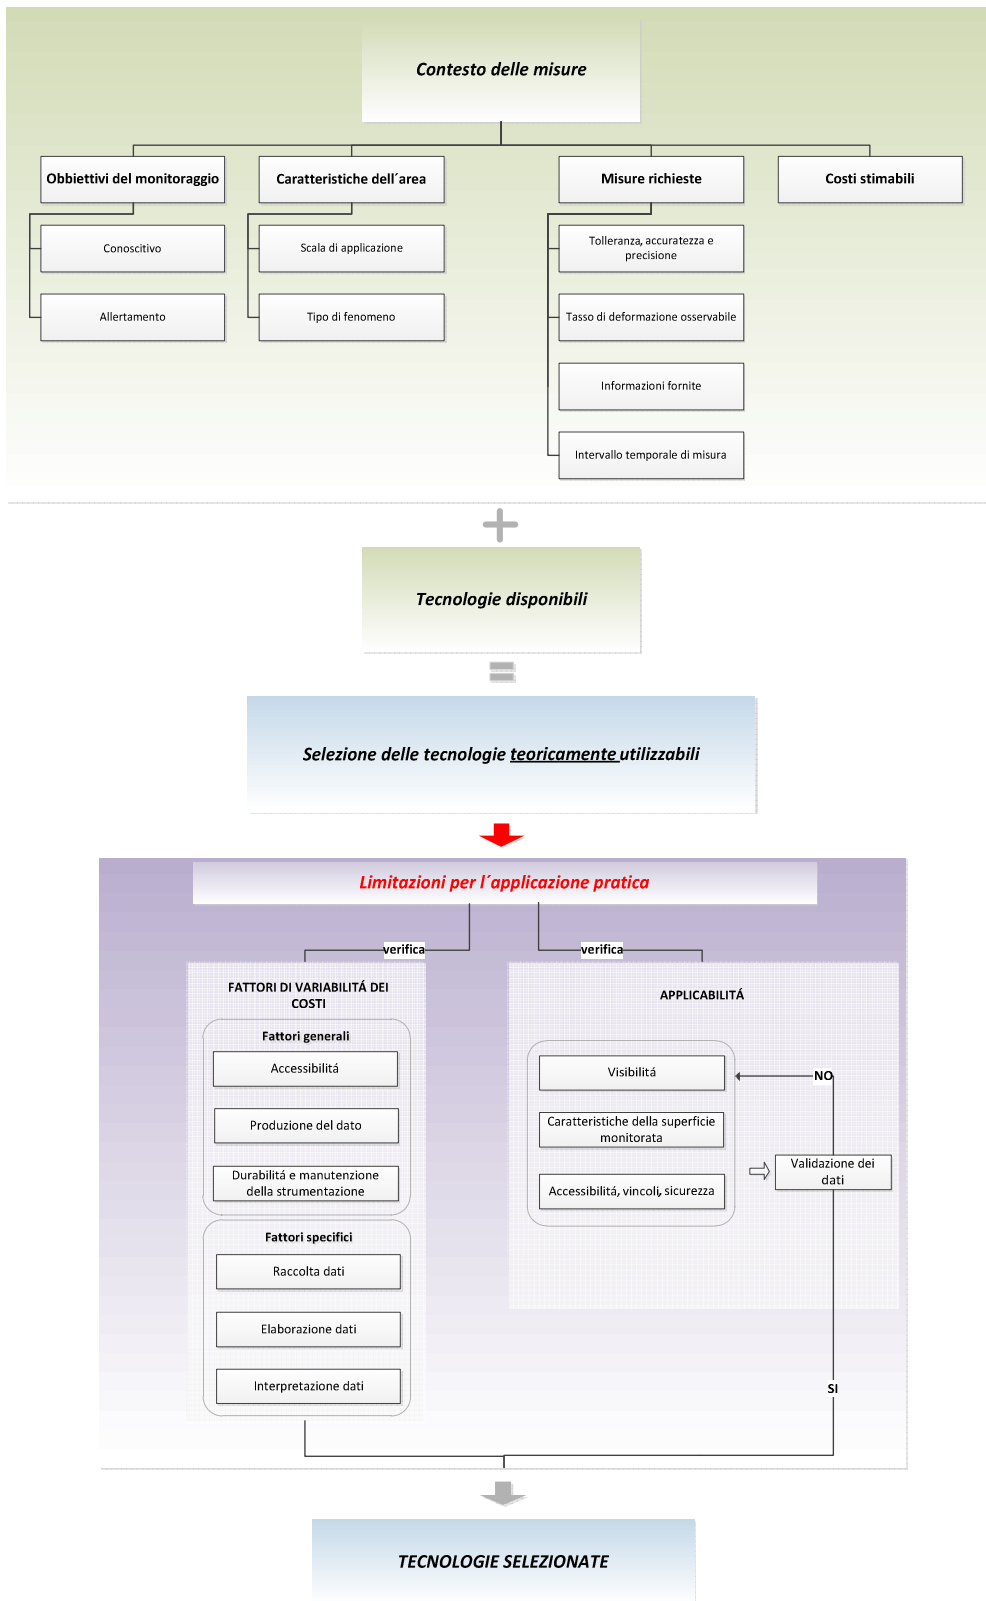 Contesto delle misure
Obbiettivi del monitoraggio
Caratteristiche dell´area
Misure richieste
Costi stimabili
Conoscitivo
Scala di applicazione
Tolleranza, accuratezza e
precisione
Allertamento
Tipo di fenomeno
Tasso di deformazione osservabile
Informazioni fornite
Intervallo temporale di misura
Tecnologie disponibili
Selezione delle tecnologie teoricamente utilizzabili
Limitazioni per l´applicazione pratica
verifica
verifica
FATTORI DI VARIABILITÁ DEI
COSTI
Fattori generali
Accessibilitá
Produzione del dato
Durabilitá e manutenzione
della strumentazione
Fattori specifici
Raccolta dati
Elaborazione dati
Interpretazione dati
APPLICABILITÁ
Visibilitá
Caratteristiche della superficie
monitorata
Accessibilitá, vincoli, sicurezza
NO
Validazione dei
dati
SI
TECNOLOGIE SELEZIONATE